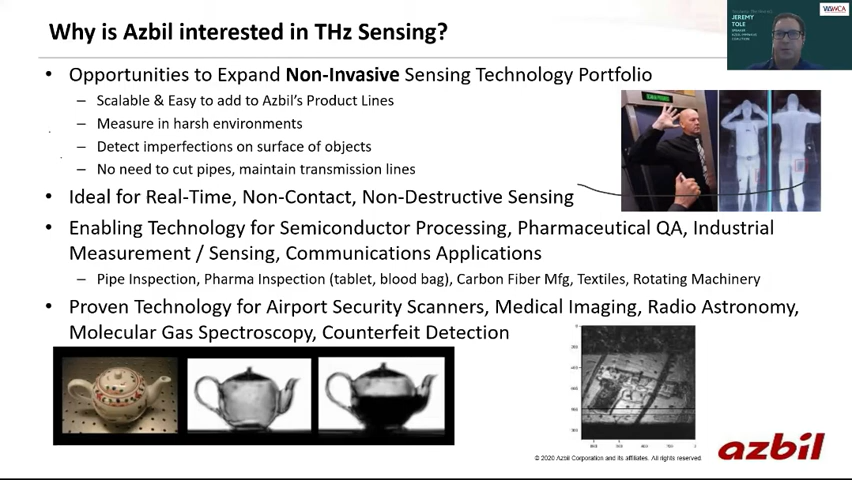 Why is Azbil interested in THz Sensing?
JEREMY
TOLE
WSWCA
• Opportunities to Expand Non-Invasive Sensing Technology Portfolio
– Scalable & Easy to add to Azbil's Product Lines
– Measure in harsh environments
– Detect imperfections on surface of objects
– No need to cut pipes, maintain transmission lines
• Ideal for Real-Time, Non-Contact, Non-Destructive Sensing
• Enabling Technology for Semiconductor Processing, Pharmaceutical QA, Industrial
Measurement / Sensing, Communications Applications
– Pipe Inspection, Pharma Inspection (tablet, blood bag), Carbon Fiber Mfg, Textiles, Rotating Machinery
• Proven Technology for Airport Security Scanners, Medical Imaging, Radio Astronomy,
Molecular Gas Spectroscopy, Counterfeit Detection
© 2020 Azbil Corporation and its affiliates. All rights reserved.
azbil